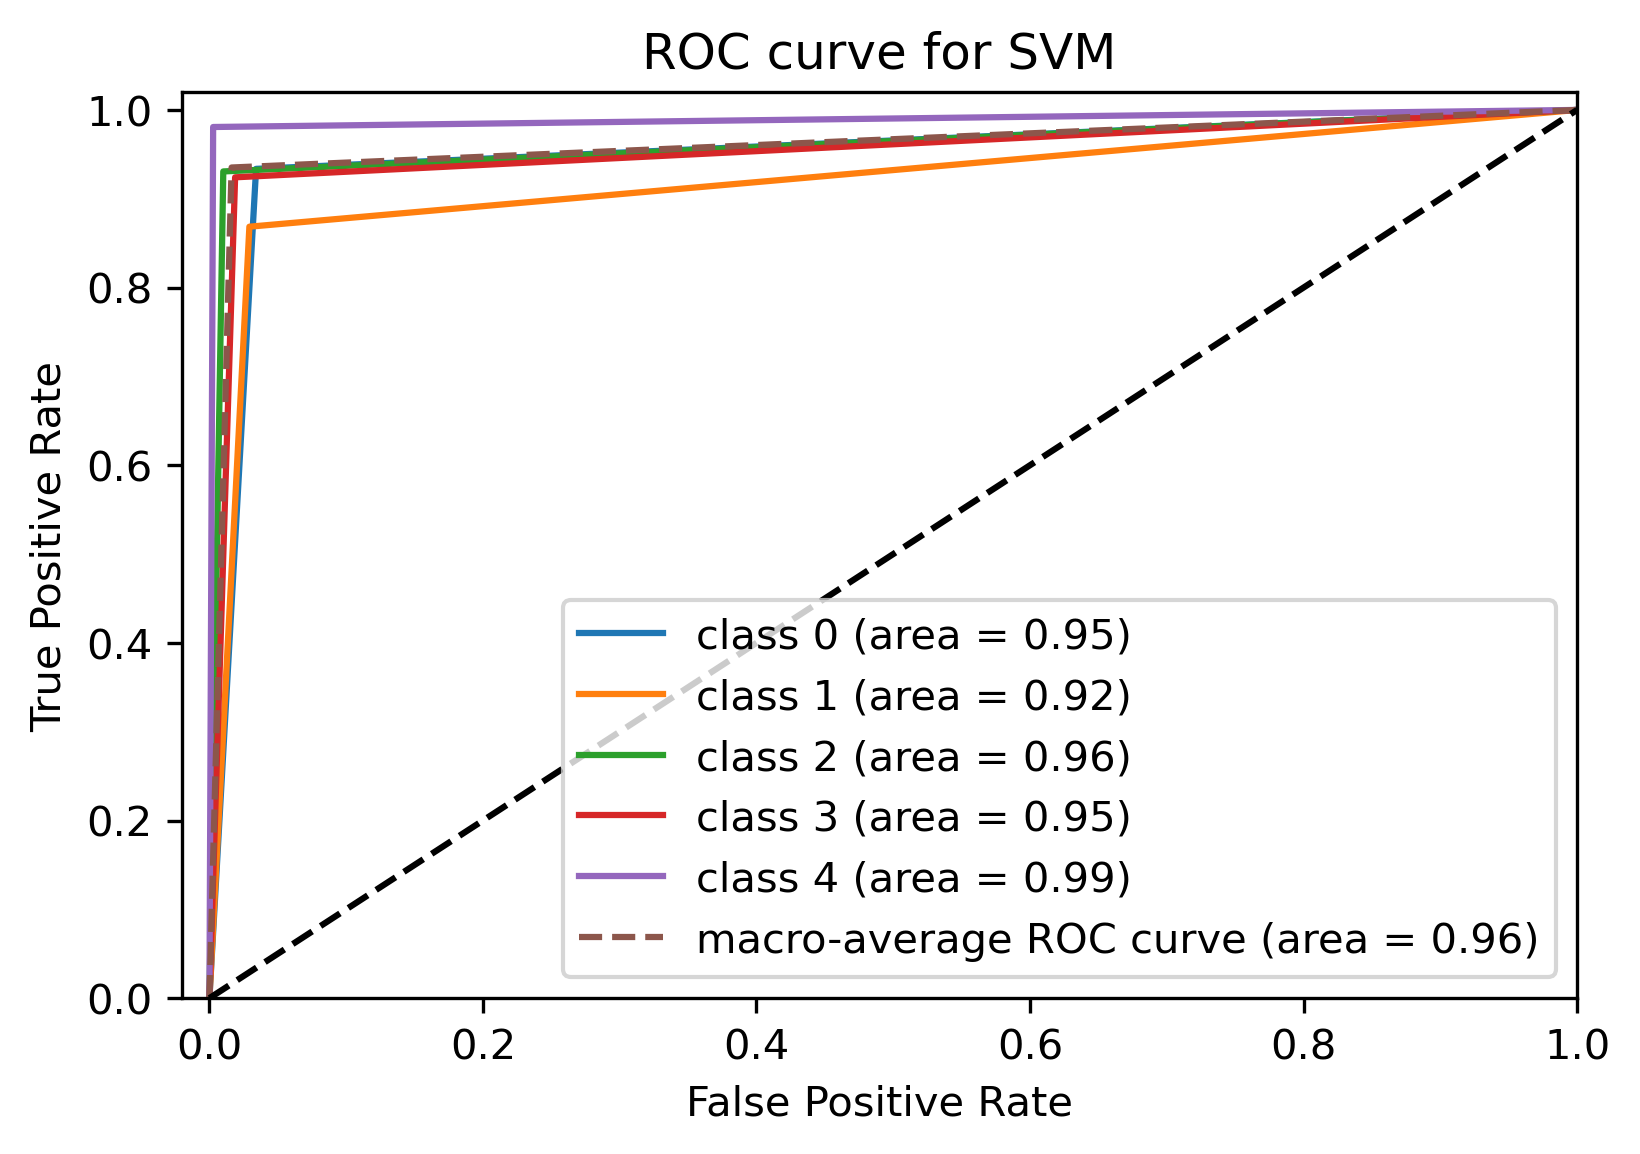 ROC curve for SVM
True Positive Rate
1.0
0.8
0.6
0.4
0.2
0.0
class 0 (area = 0.95)
class 1 (area = 0.92)
class 2 (area = 0.96)
class 3 (area = 0.95)
class 4 (area = 0.99)
macro-average ROC curve (area = 0.96)
0.0 0.2 0.4 0.6 0.8 1.0
False Positive Rate